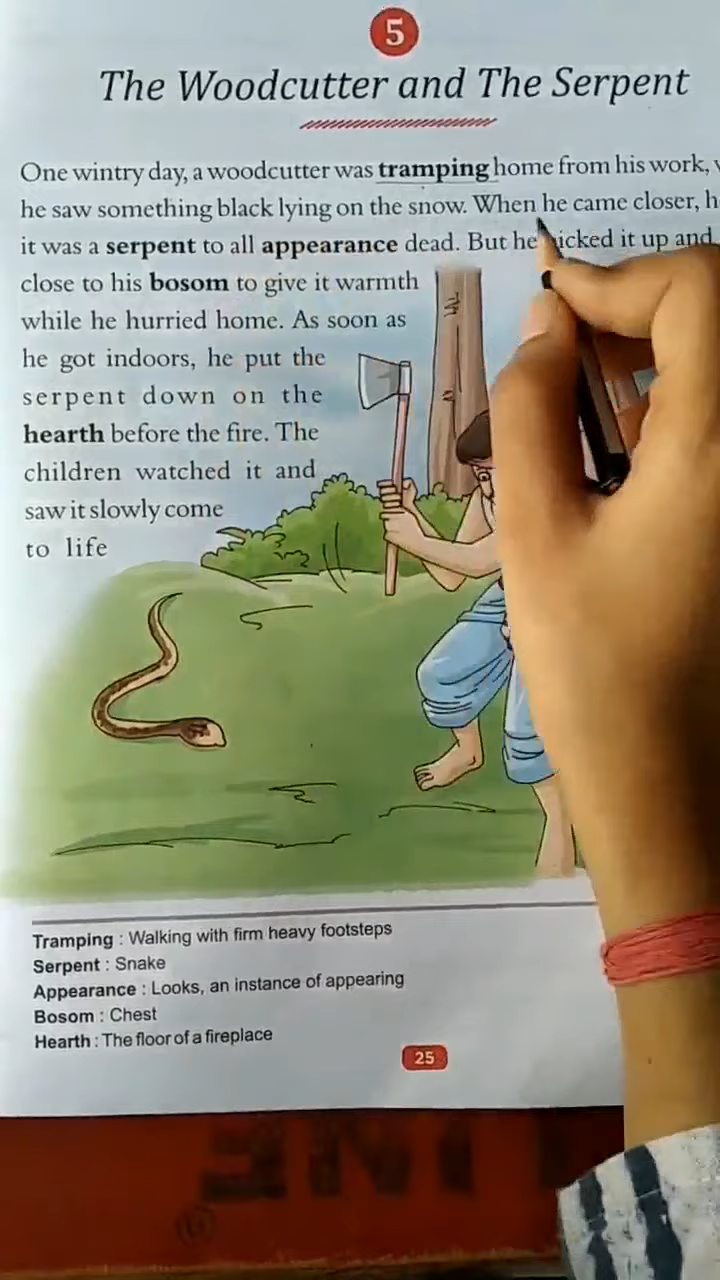 5
The Woodcutter and The Serpent
One wintry day, a woodcutter was tramping home from his work,
he saw something black lying on the snow. When he came closer,
it was a serpent to all appearance dead. But he picked it up and
close to his bosom to give it warmth
while he hurried home. As soon as
he got indoors, he put the
serpent down on the
hearth before the fire. The
children watched it and
saw it slowly come
to life
Tramping : Walking with firm heavy footsteps
Serpent : Snake
Appearance : Looks, an instance of appearing
Bosom : Chest
Hearth : The floor of a fireplace
25